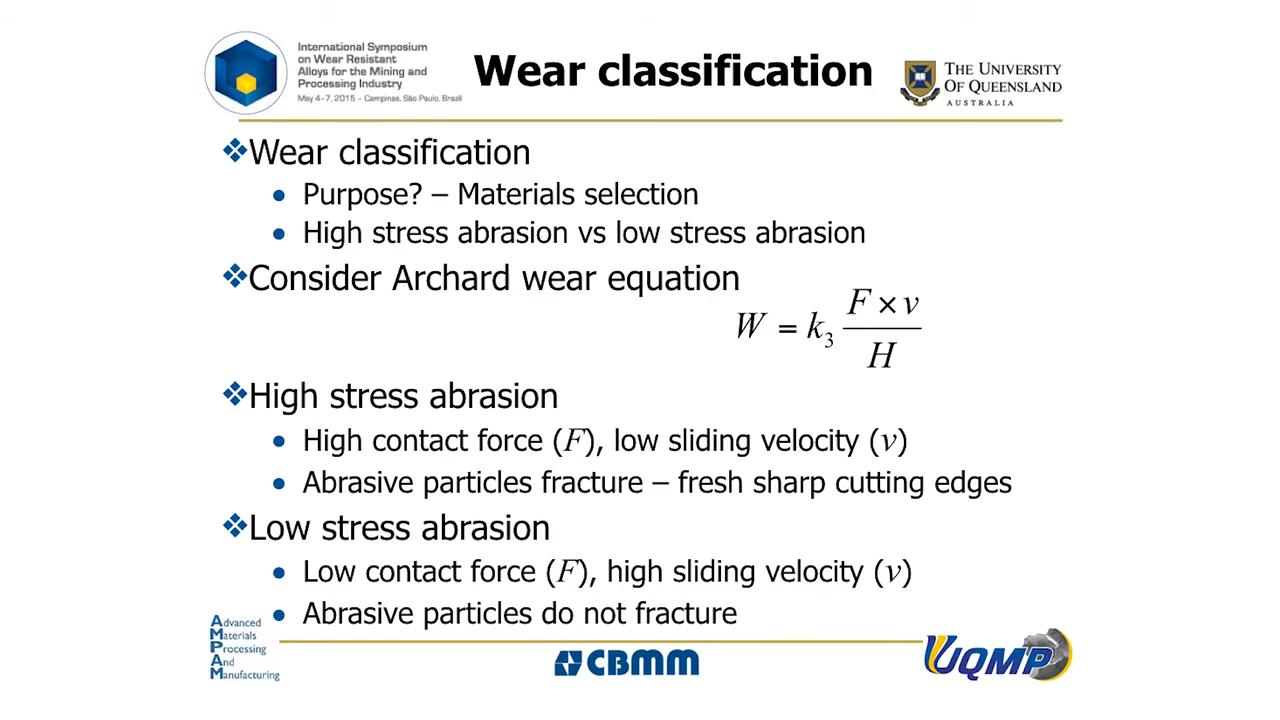 International Symposium
on Wear Resistant
Alloys for the Mining and
Processing Industry
May 4-7, 2015 – Campinas, São Paulo, Brazil
Wear classification
THE UNIVERSITY
OF QUEENSLAND
AUSTRALIA
❖Wear classification
• Purpose? – Materials selection
• High stress abrasion vs low stress abrasion
❖Consider Archard wear equation
W = k₃ (F × v) / H
❖High stress abrasion
• High contact force (F), low sliding velocity (v)
• Abrasive particles fracture – fresh sharp cutting edges
❖Low stress abrasion
• Low contact force (F), high sliding velocity (v)
• Abrasive particles do not fracture
Advanced
Materials
Processing
And
Manufacturing
CBMM
UQMP